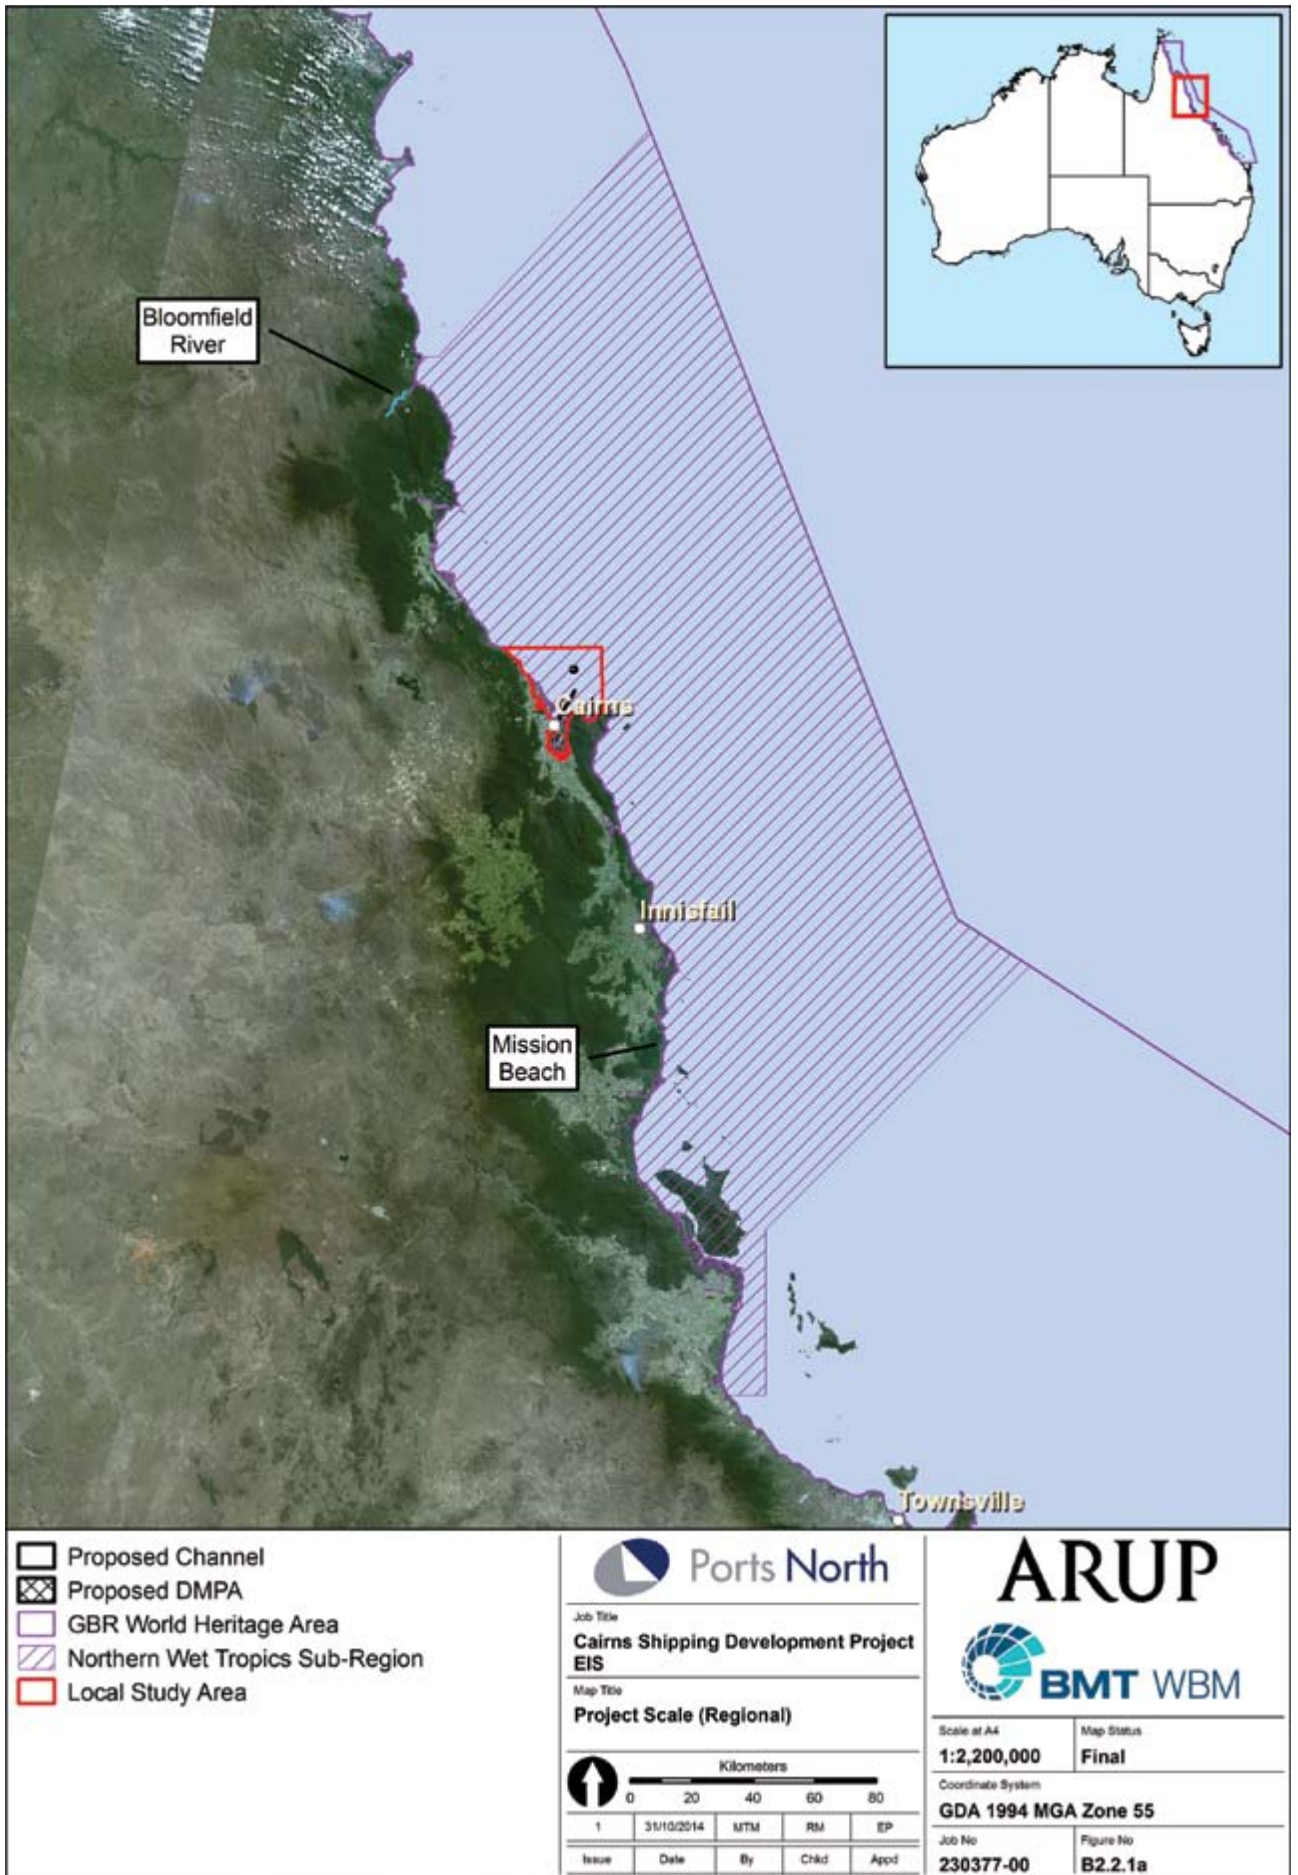 Bloomfield
River
Cairns
Innisfail
Mission
Beach
Townsville
Proposed Channel
Proposed DMPA
GBR World Heritage Area
Northern Wet Tropics Sub-Region
Local Study Area
Ports North
Job Title
Cairns Shipping Development Project
EIS
Map Title
Project Scale (Regional)
Kilometers
0 20 40 60 80
1 31/10/2014 MTM RM EP
Issue Date By Chkd Appd
ARUP
BMT WBM
Scale at A4 Map Status
1:2,200,000 Final
Coordinate System
GDA 1994 MGA Zone 55
Job No Figure No
230377-00 B2.2.1a